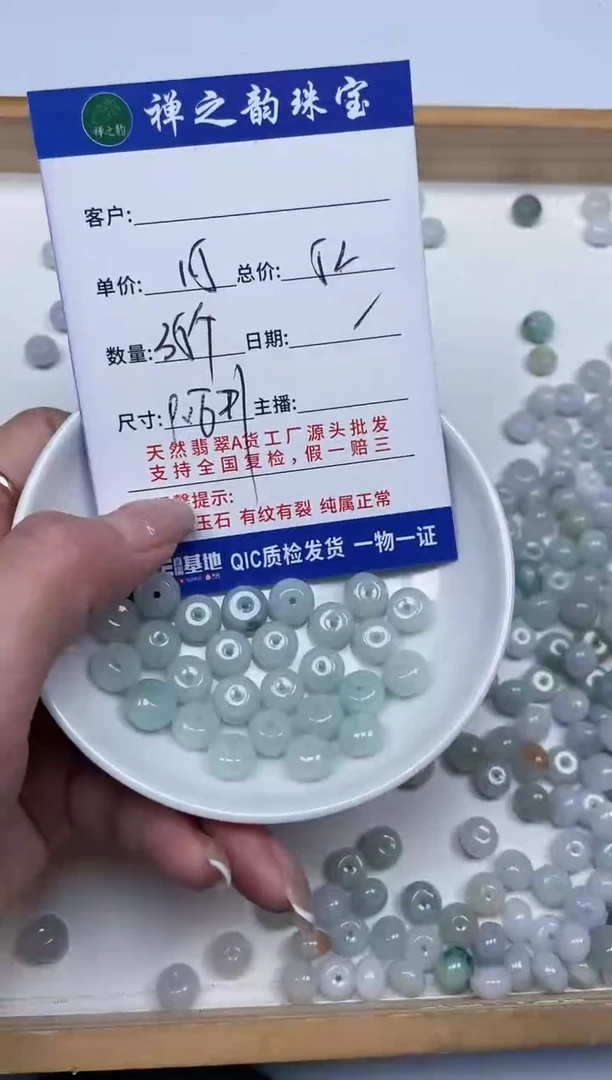 禅之韵
禅之韵珠宝
客户:
单价: 总价:
数量: 日期: /
尺寸: 主播:
天然翡翠A货工厂源头批发
支持全国复检,假一赔三
提示:
玉石 有纹有裂 纯属正常
基地 QIC质检发货 一物一证